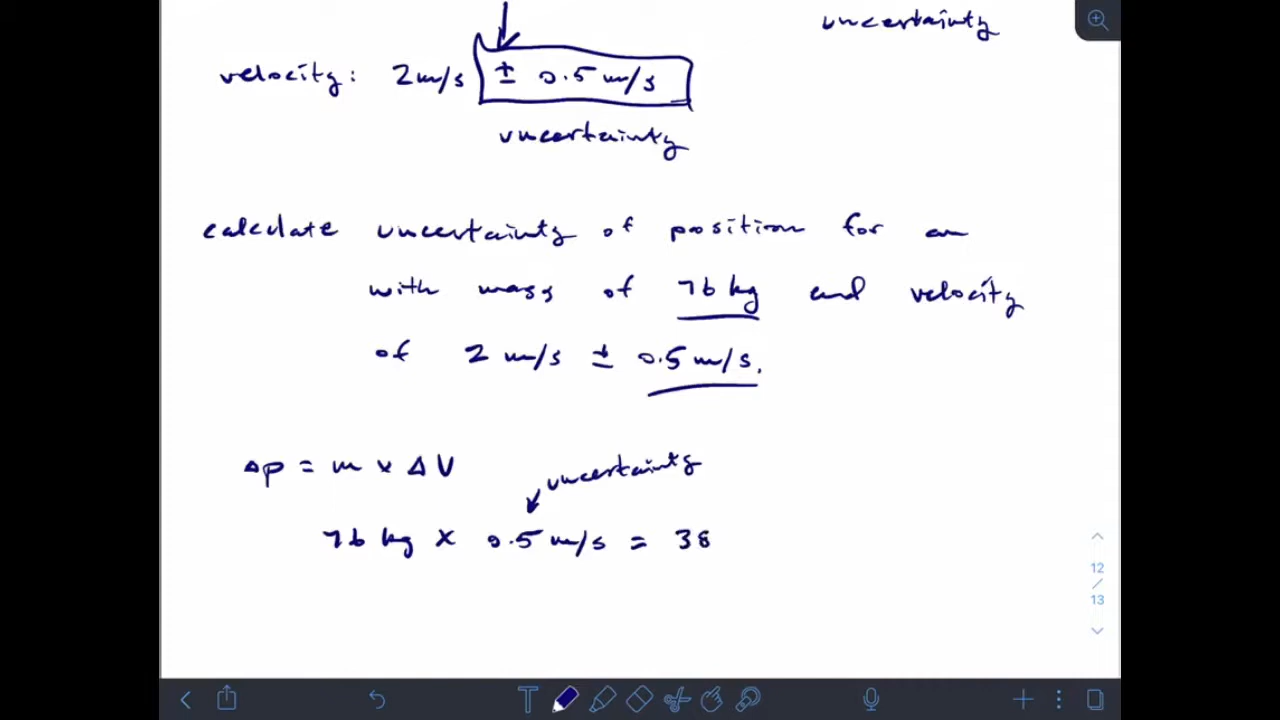 uncertainty
velocity: 2m/s ± 0.5 m/s
uncertainty
calculate uncertainty of position for an
with mass of 76 kg and velocity
of 2 m/s ± 0.5 m/s.
Δp = m x ΔV
uncertainty
76 kg x 0.5 m/s = 38
12
/
13
T